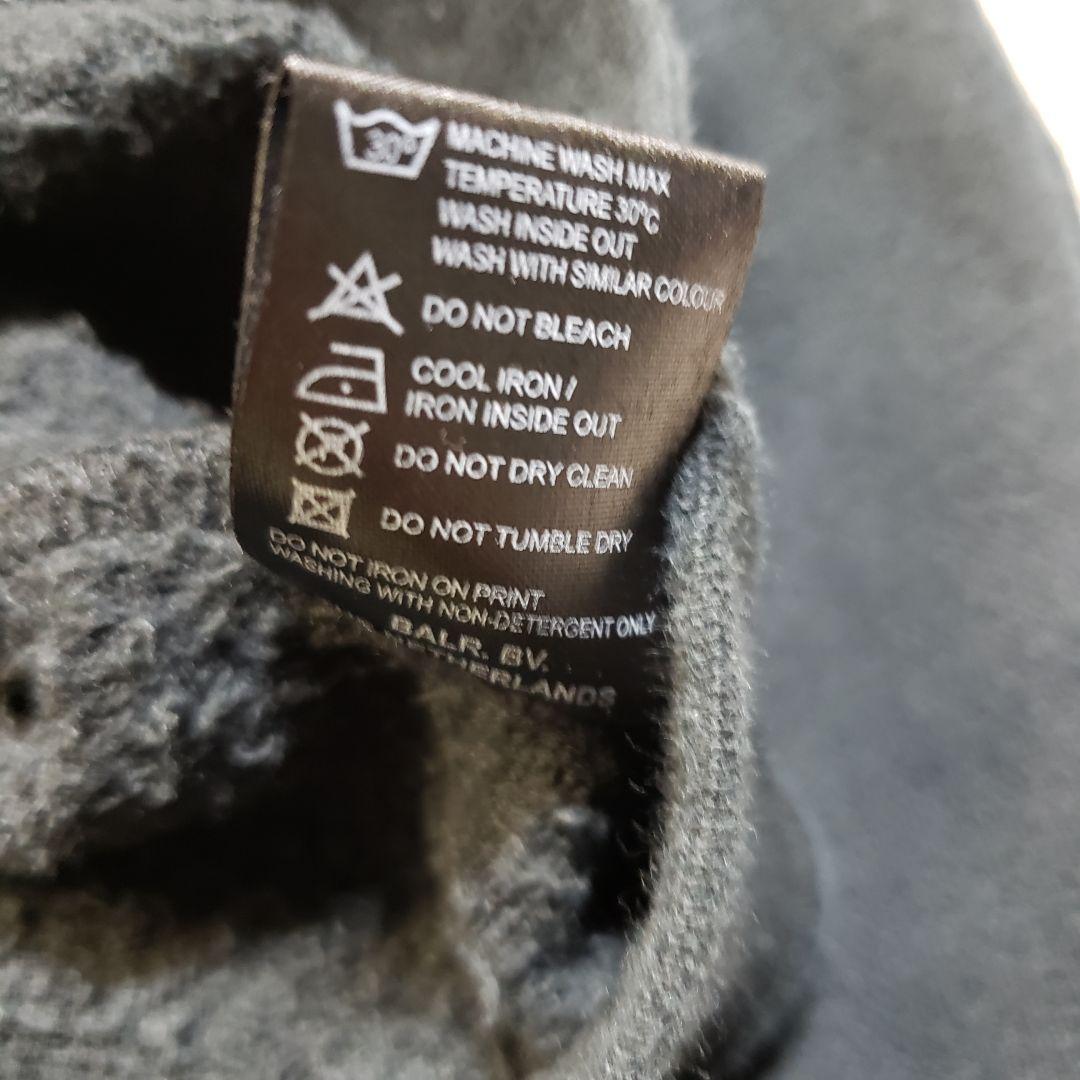 30°
MACHINE WASH MAX
TEMPERATURE 30°C
WASH INSIDE OUT
WASH WITH SIMILAR COLOUR
DO NOT BLEACH
COOL IRON /
IRON INSIDE OUT
DO NOT DRY CLEAN
DO NOT TUMBLE DRY
DO NOT IRON ON PRINT
WASHING WITH NON-DETERGENT ONLY
BALR. BV.
NETHERLANDS